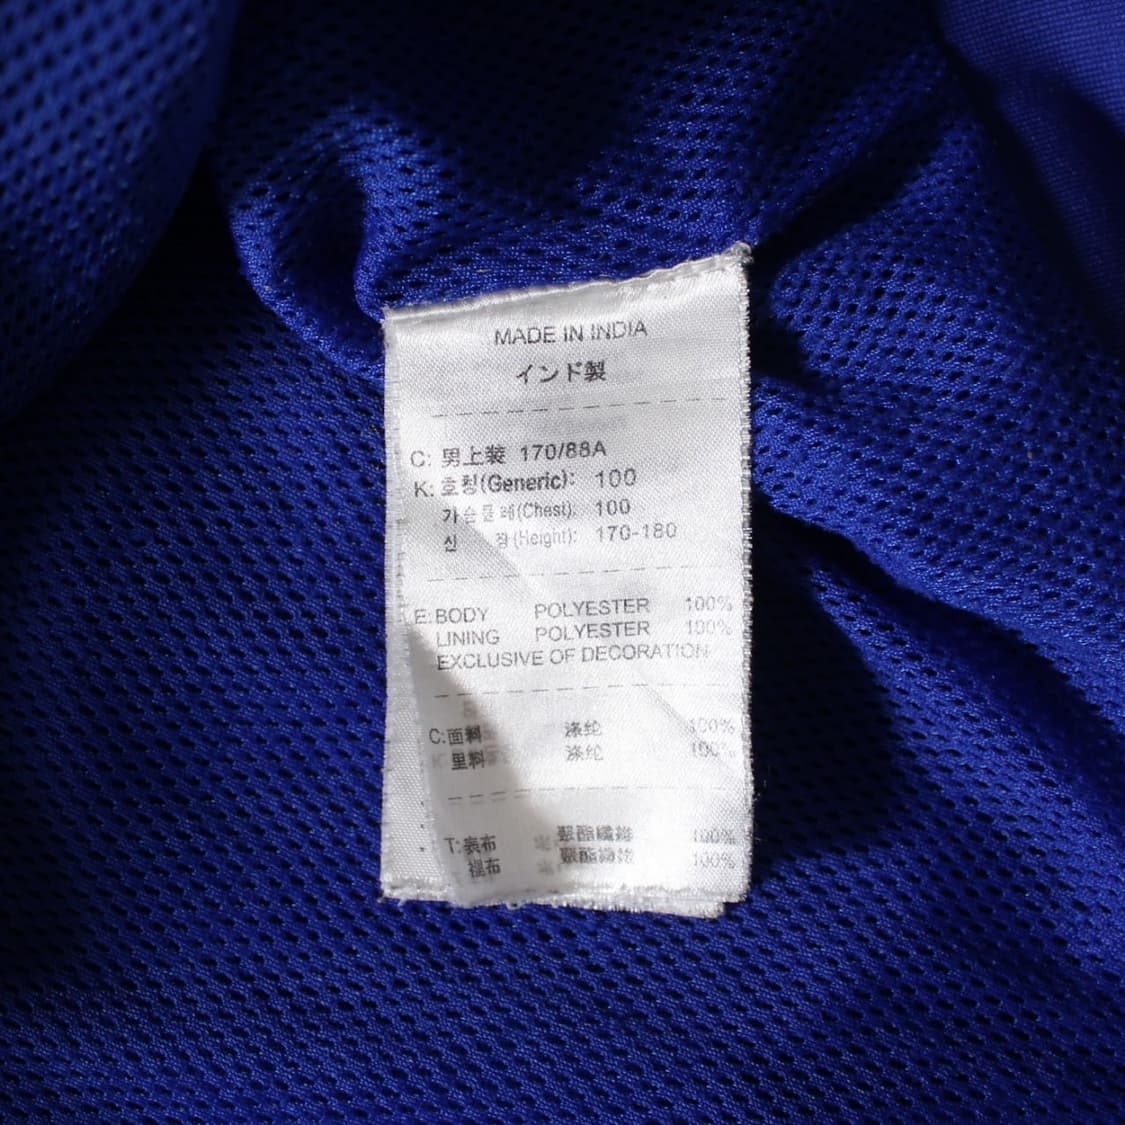 MADE IN INDIA
インド製
C: 男上装 170/88A
K: 호칭(Generic): 100
가슴둘레(Chest): 100
신 장(Height): 170-180
E: BODY POLYESTER 100%
LINING POLYESTER 100%
EXCLUSIVE OF DECORATION
C:面料 涤纶 100%
里料 涤纶 100%
T:表布 聚酯纖維 100%
裡布 聚酯纖維 100%